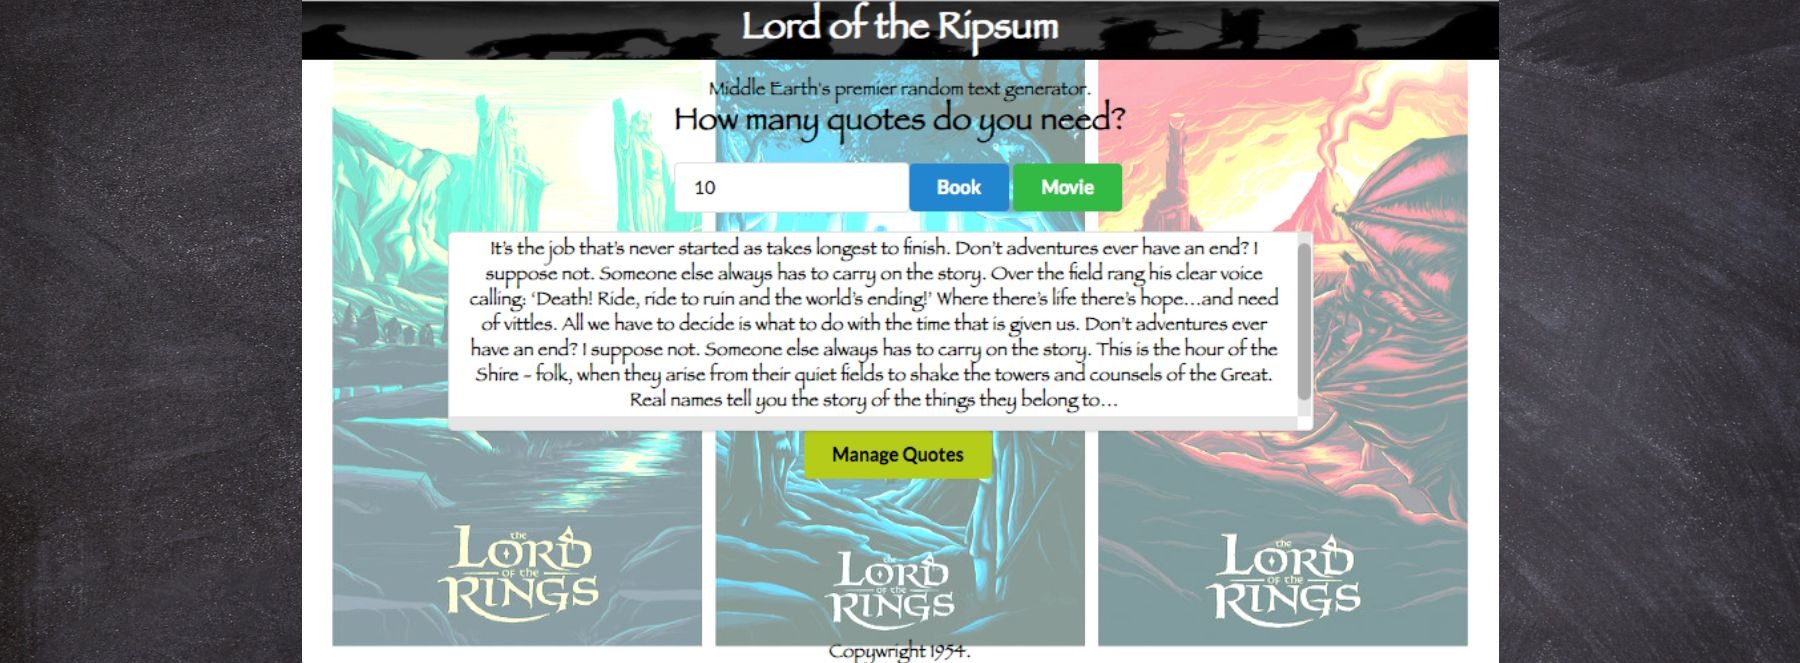 Lord of the Ripsum
Middle Earth's premier random text generator.
How many quotes do you need?
10
Book
Movie
It's the job that's never started as takes longest to finish. Don't adventures ever have an end? I
suppose not. Someone else always has to carry on the story. Over the field rang his clear voice
calling: 'Death! Ride, ride to ruin and the world's ending!' Where there's life there's hope...and need
of vittles. All we have to decide is what to do with the time that is given us. Don't adventures ever
have an end? I suppose not. Someone else always has to carry on the story. This is the hour of the
Shire - folk, when they arise from their quiet fields to shake the towers and counsels of the Great.
Real names tell you the story of the things they belong to...
Manage Quotes
the
LORD
OF the
RINGS
the
LORD
OF the
RINGS
the
LORD
OF the
RINGS
Copywright 1954.